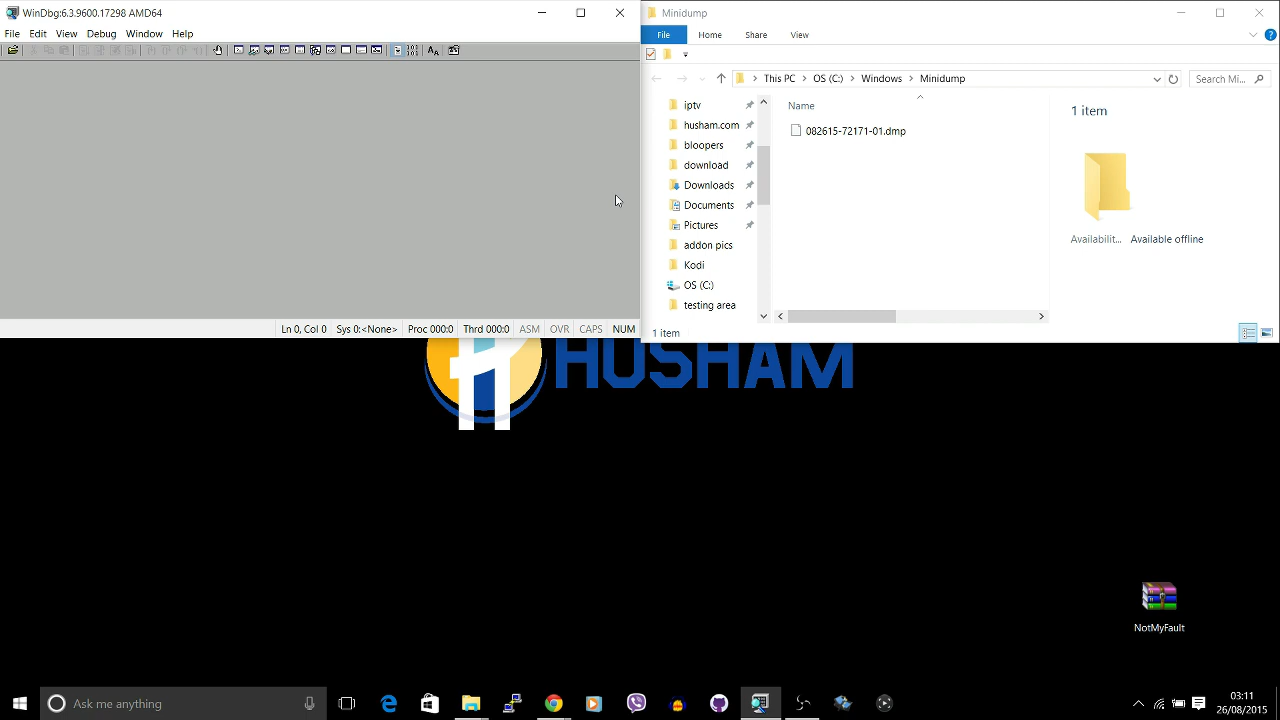 WinDbg:6.3.9600.17298 AMD64
File Edit View Debug Window Help
Ln 0, Col 0 Sys 0:<None> Proc 000:0 Thrd 000:0 ASM OVR CAPS NUM
Minidump
File Home Share View
This PC > OS (C:) > Windows > Minidump
Search Mi...
iptv
husham.com
bloopers
download
Downloads
Documents
Pictures
addon pics
Kodi
OS (C:)
testing area
Name
082615-72171-01.dmp
1 item
Availabilit... Available offline
1 item
HUSHAM
NotMyFault
Ask me anything
03:11
26/08/2015